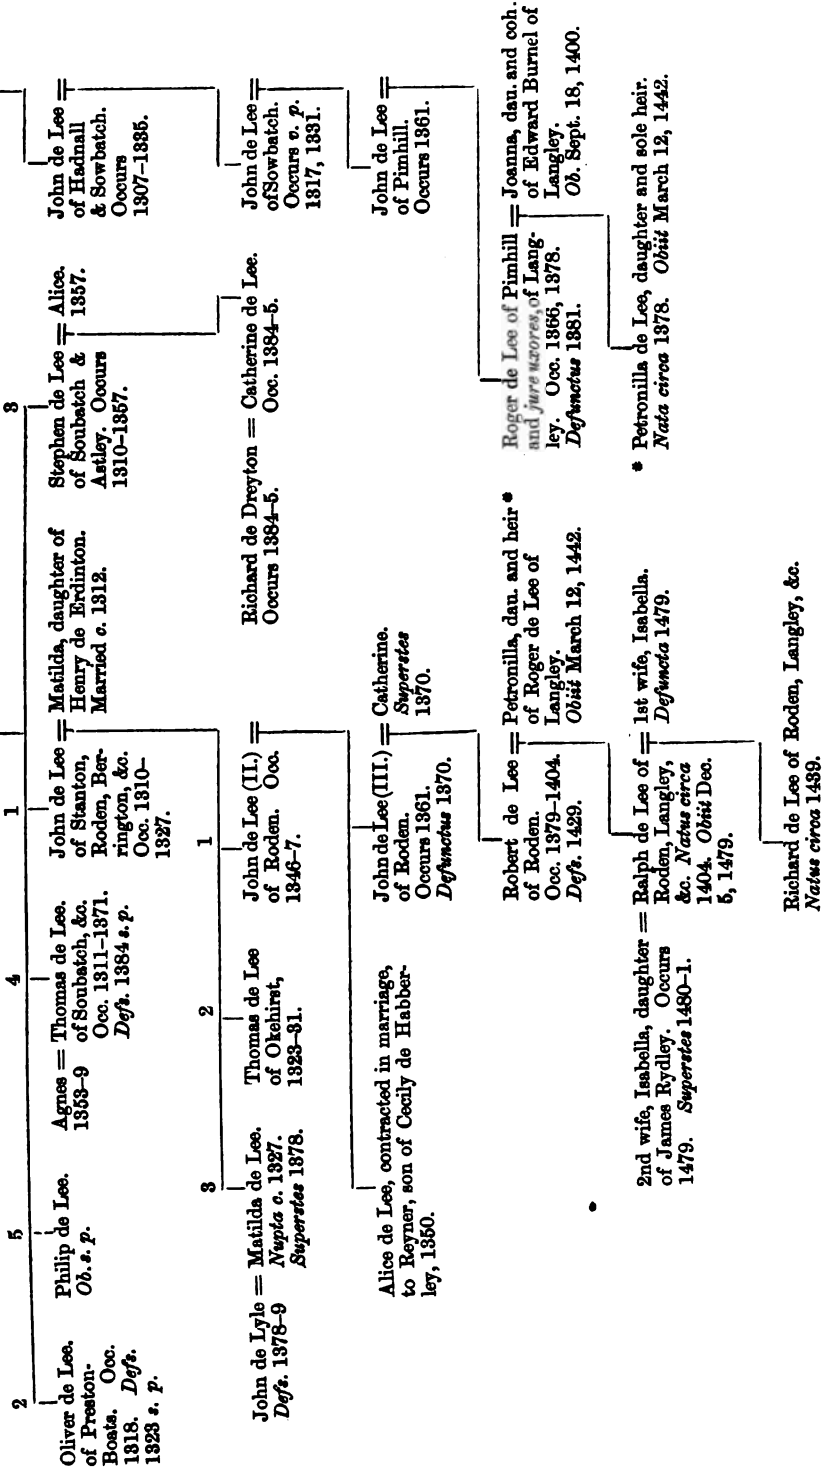 2
Oliver de Lee.
of Preston-
Boats. Occ.
1318. Defs.
1323 s. p.
5
Philip de Lee.
Ob. s. p.
4
Agnes = Thomas de Lee.
1353–9 of Soubatch, &c.
Occ. 1311–1371.
Defs. 1384 s.p.
1
John de Lee = Matilda, daughter of
of Stanton, Henry de Erdinton.
Roden, Ber- Married c. 1312.
rington, &c.
Occ. 1310–
1327.
3
Stephen de Lee = Alice.
of Soubatch & 1357.
Astley. Occurs
1310–1357.
John de Lee =
of Hadnall
& Sowbatch.
Occurs
1307–1335.
3
John de Lyle = Matilda de Lee.
Defs. 1378–9 Nupta c. 1327.
Superstes 1378.
2
Thomas de Lee
of Okehirst,
1323–31.
1
John de Lee (II.) =
of Roden. Occ.
1346–7.
Richard de Dreyton = Catherine de Lee.
Occurs 1384–5. Occ. 1384–5.
John de Lee =
of Sowbatch.
Occurs v. p.
1317, 1331.
Alice de Lee, contracted in marriage,
to Reyner, son of Cecily de Habber-
ley, 1350.
John de Lee (III.) = Catherine.
of Roden. Superstes
Occurs 1361. 1370.
Defunctus 1370.
John de Lee =
of Pimhill.
Occurs 1361.
Robert de Lee = Petronilla, dau. and heir *
of Roden. of Roger de Lee of
Occ. 1379–1404. Langley.
Defs. 1429. Obiit March 12, 1442.
Roger de Lee of Pimhill = Joanna, dau. and coh.
and jure uxores, of Lang- of Edward Burnel of
ley. Occ. 1366, 1378. Langley.
Defunctus 1381. Ob. Sept. 18, 1400.
2nd wife, Isabella, daughter = Ralph de Lee of = 1st wife, Isabella.
of James Rydley. Occurs Roden, Langley, Defuncta 1479.
1479. Superstes 1480–1. &c. Natus circa
1404. Obiit Dec.
5, 1479.
* Petronilla de Lee, daughter and sole heir.
Nata circa 1378. Obiit March 12, 1442.
Richard de Lee of Roden, Langley, &c.
Natus circa 1439.